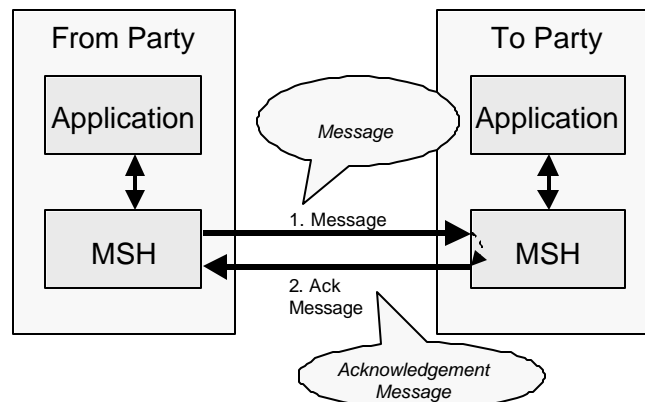 From Party
To Party
Application
Message
Application
1. Message
MSH
MSH
2. Ack
Message
Acknowledgement
Message